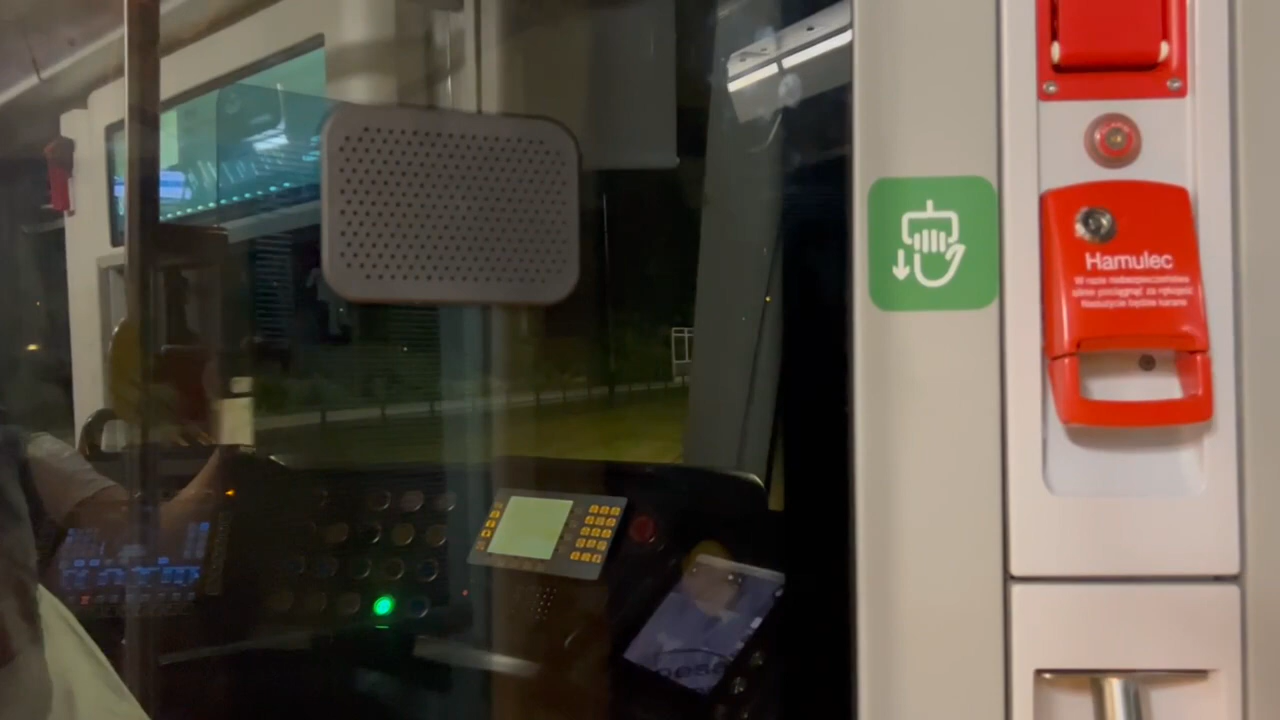 Hamulec
W razie niebezpieczeństwa
silnie pociągnąć za rękojeść
Nadużycie będzie karane